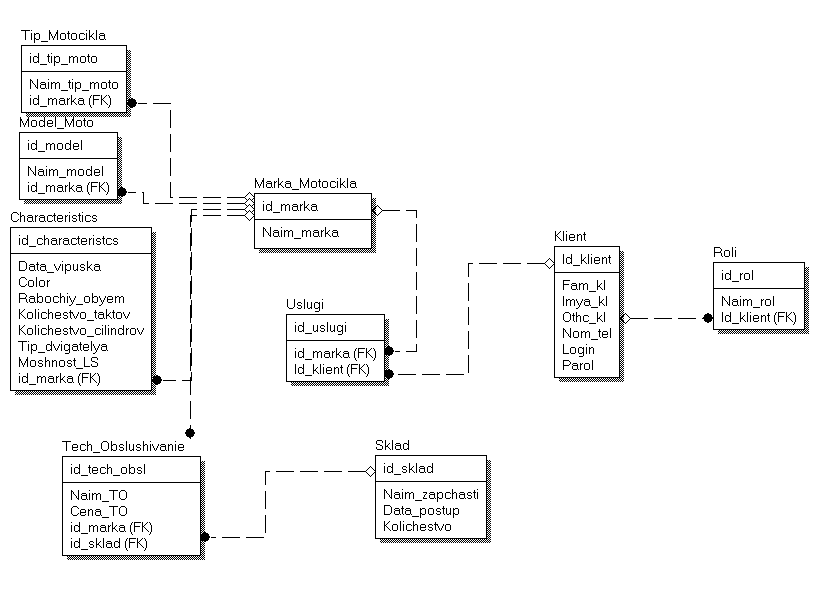 Tip_Motocikla
id_tip_moto
Naim_tip_moto
id_marka (FK)
Model_Moto
id_model
Naim_model
id_marka (FK)
Characteristics
id_characteristcs
Data_vipuska
Color
Rabochiy_obyem
Kolichestvo_taktov
Kolichestvo_cilindrov
Tip_dvigatelya
Moshnost_LS
id_marka (FK)
Marka_Motocikla
id_marka
Naim_marka
Uslugi
id_uslugi
id_marka (FK)
Id_klient (FK)
Klient
Id_klient
Fam_kl
Imya_kl
Othc_kl
Nom_tel
Login
Parol
Roli
id_rol
Naim_rol
Id_klient (FK)
Tech_Obslushivanie
id_tech_obsl
Naim_TO
Cena_TO
id_marka (FK)
id_sklad (FK)
Sklad
id_sklad
Naim_zapchasti
Data_postup
Kolichestvo